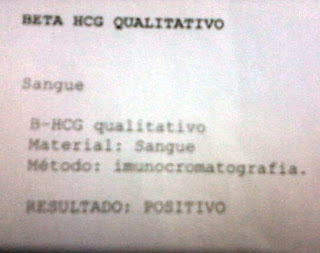 BETA HCG QUALITATIVO
Sangue
B-HCG qualitativo
Material: Sangue
Método: imunocromatografia.
RESULTADO: POSITIVO